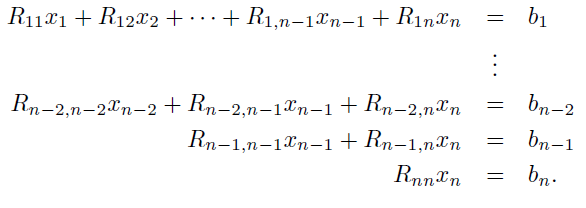 R₁₁x₁ + R₁₂x₂ + ⋯ + R₁,ₙ₋₁xₙ₋₁ + R₁ₙxₙ = b₁
⋮
Rₙ₋₂,ₙ₋₂xₙ₋₂ + Rₙ₋₂,ₙ₋₁xₙ₋₁ + Rₙ₋₂,ₙxₙ = bₙ₋₂
Rₙ₋₁,ₙ₋₁xₙ₋₁ + Rₙ₋₁,ₙxₙ = bₙ₋₁
Rₙₙxₙ = bₙ.